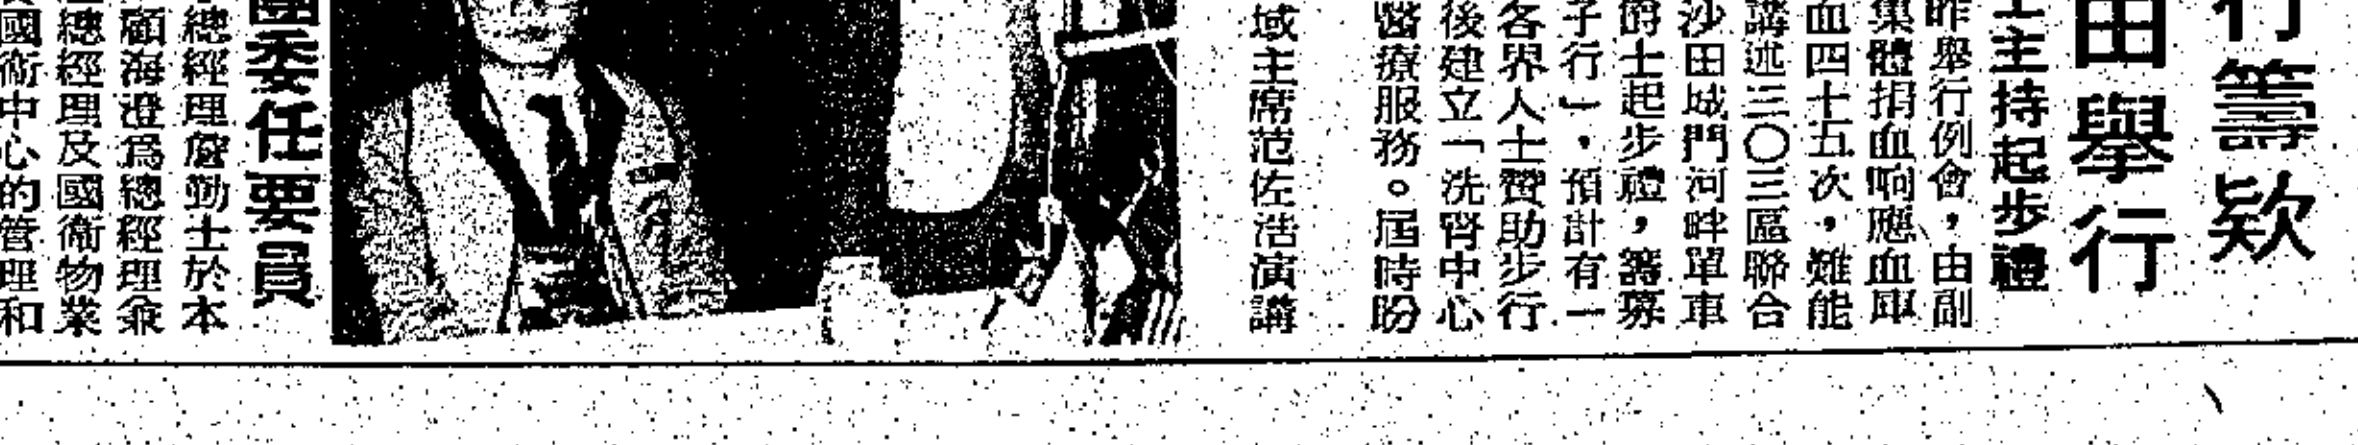 行籌欵
田舉行
士主持起步禮
昨舉行例會，由副
集體捐血响應血庫
血四十五次，難能
講述三〇三區聯合
沙田城門河畔單車
爵士起步禮，籌募
子行」，預計有一
各界人士贊助步行
後建立「洗腎中心
醫療服務。屆時盼
域主席范佐浩演講
團委任要員
總經理詹勤士於本
顧海澄爲總經理兼
總經理及國衞物業
國衞中心的管理和